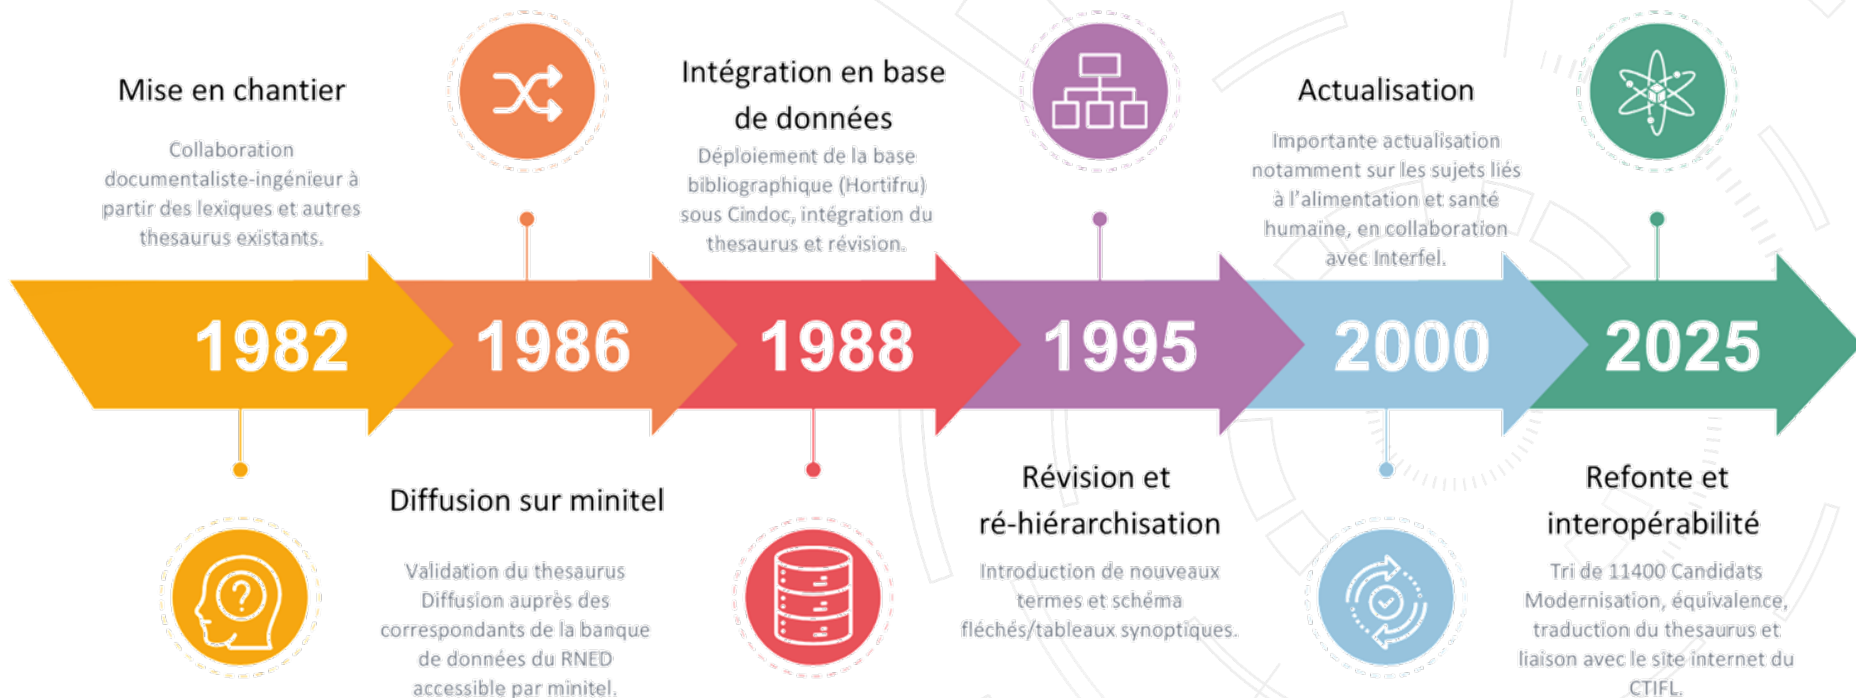 Mise en chantier
Collaboration
documentaliste-ingénieur à
partir des lexiques et autres
thesaurus existants.
1982
1986
Diffusion sur minitel
Validation du thesaurus
Diffusion auprès des
correspondants de la banque
de données du RNED
accessible par minitel.
Intégration en base
de données
Déploiement de la base
bibliographique (Hortifru)
sous Cindoc, intégration du
thesaurus et révision.
1988
1995
Révision et
ré-hiérarchisation
Introduction de nouveaux
termes et schéma
fléchés/tableaux synoptiques.
Actualisation
Importante actualisation
notamment sur les sujets liés
à l'alimentation et santé
humaine, en collaboration
avec Interfel.
2000
2025
Refonte et
interopérabilité
Tri de 11400 Candidats
Modernisation, équivalence,
traduction du thesaurus et
liaison avec le site internet du
CTIFL.